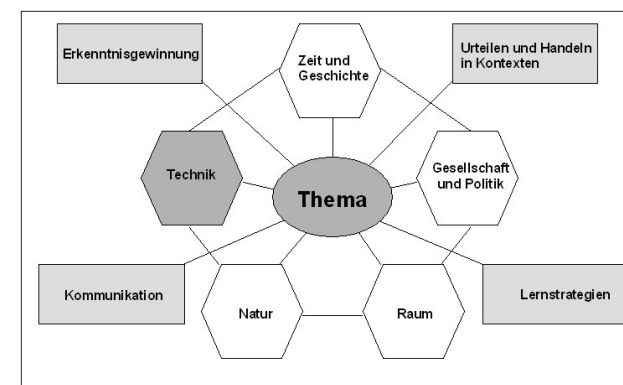 Erkenntnisgewinnung
Zeit und
Geschichte
Urteilen und Handeln
in Kontexten
Technik
Thema
Gesellschaft
und Politik
Kommunikation
Natur
Raum
Lernstrategien